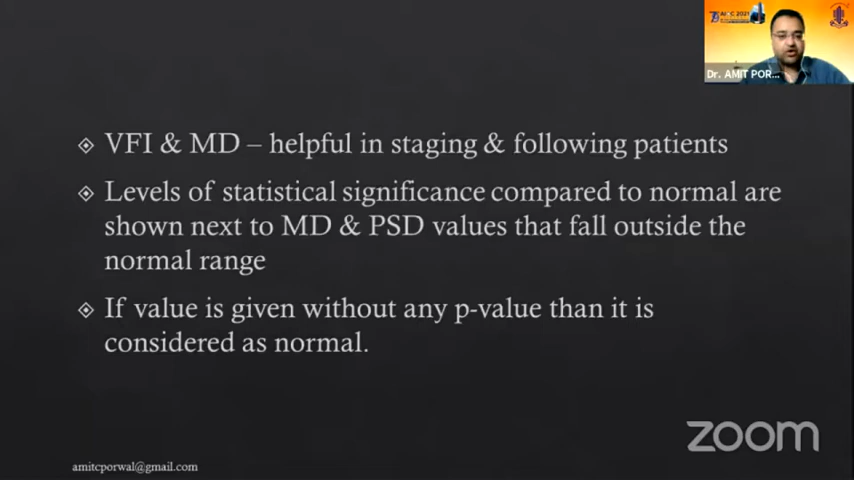 AIOC 2021
Dr. AMIT POR...
VFI & MD – helpful in staging & following patients
Levels of statistical significance compared to normal are
shown next to MD & PSD values that fall outside the
normal range
If value is given without any p-value than it is
considered as normal.
zoom
amitcporwal@gmail.com